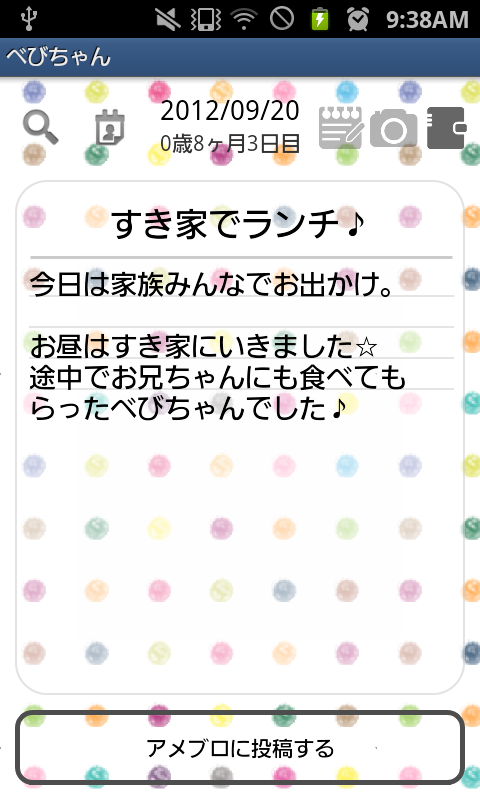 9:38AM
べびちゃん
2012/09/20
0歳8ヶ月3日目
すき家でランチ♪
今日は家族みんなでお出かけ。
お昼はすき家にいきました☆
途中でお兄ちゃんにも食べても
らったべびちゃんでした♪
アメブロに投稿する